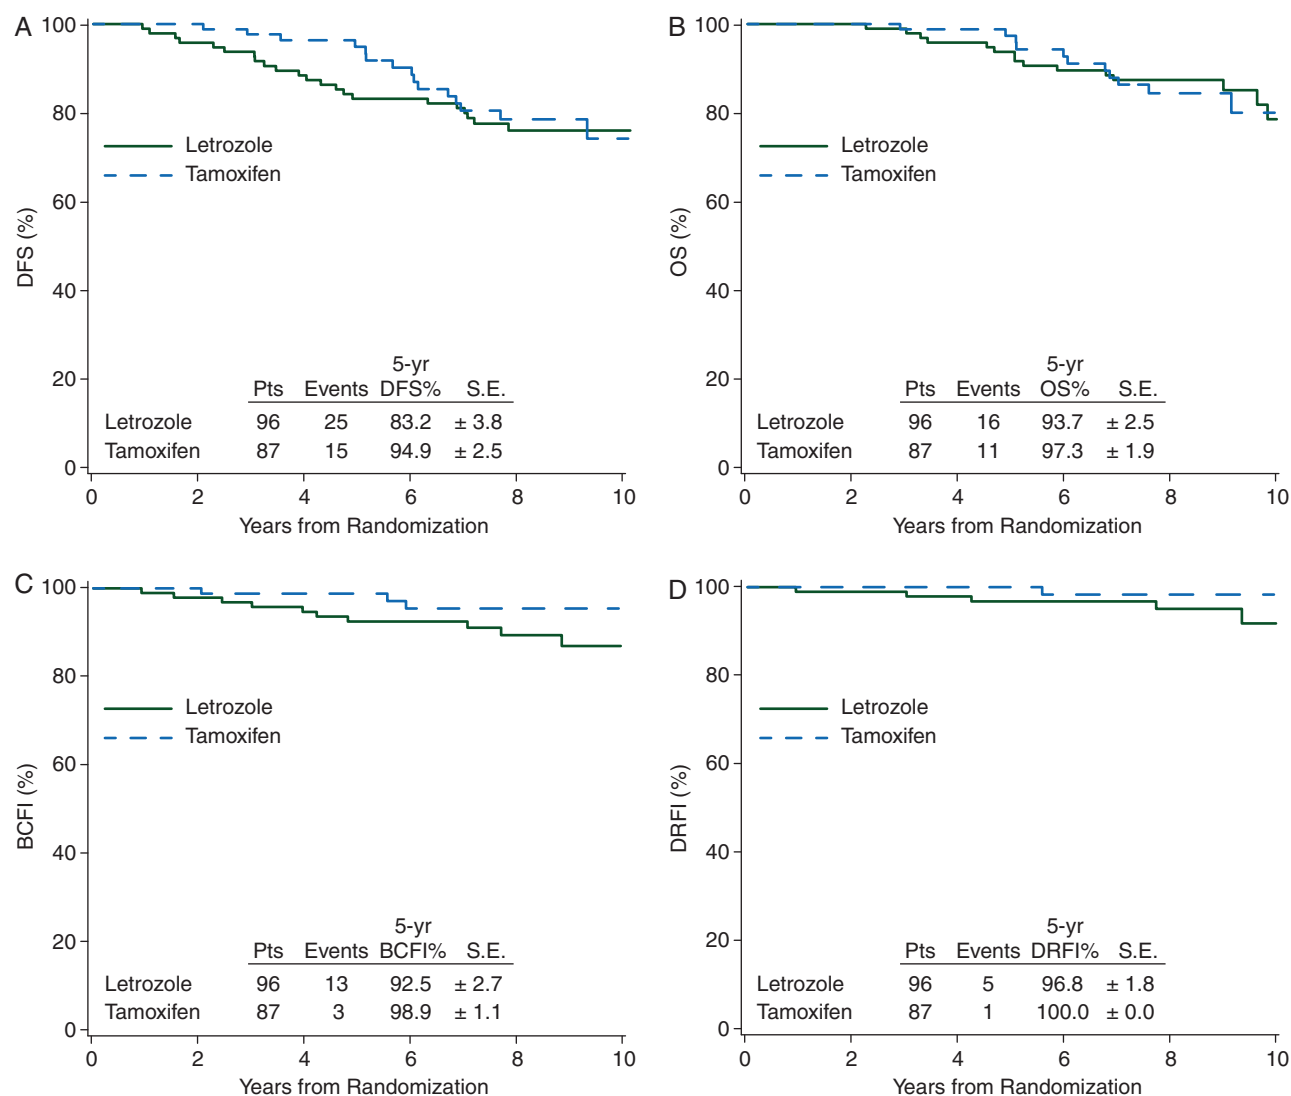 A
100
80
60
40
20
0
DFS (%)
Letrozole
Tamoxifen
5-yr
Pts Events DFS% S.E.
Letrozole 96 25 83.2 ± 3.8
Tamoxifen 87 15 94.9 ± 2.5
0 2 4 6 8 10
Years from Randomization
B
100
80
60
40
20
0
OS (%)
Letrozole
Tamoxifen
5-yr
Pts Events OS% S.E.
Letrozole 96 16 93.7 ± 2.5
Tamoxifen 87 11 97.3 ± 1.9
0 2 4 6 8 10
Years from Randomization
C
100
80
60
40
20
0
BCFI (%)
Letrozole
Tamoxifen
5-yr
Pts Events BCFI% S.E.
Letrozole 96 13 92.5 ± 2.7
Tamoxifen 87 3 98.9 ± 1.1
0 2 4 6 8 10
Years from Randomization
D
100
80
60
40
20
0
DRFI (%)
Letrozole
Tamoxifen
5-yr
Pts Events DRFI% S.E.
Letrozole 96 5 96.8 ± 1.8
Tamoxifen 87 1 100.0 ± 0.0
0 2 4 6 8 10
Years from Randomization